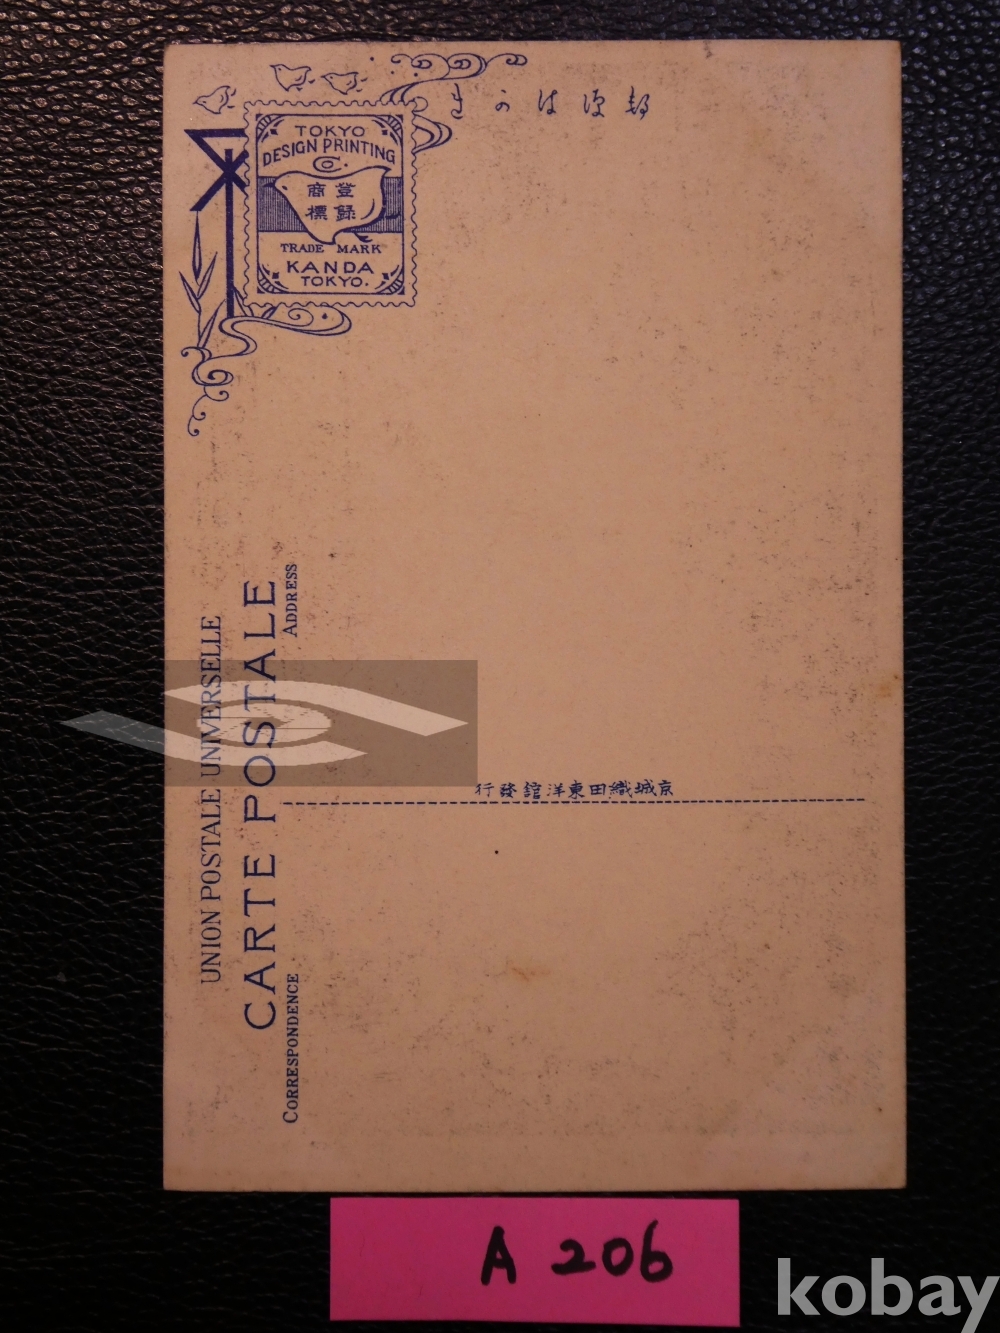 きかは便郵
TOKYO
DESIGN PRINTING
Co.
商登
標録
TRADE MARK
KANDA
TOKYO.
UNION POSTALE UNIVERSELLE
CARTE POSTALE
ADDRESS
CORRESPONDENCE
行發館洋東田織城京
A 206
kobay